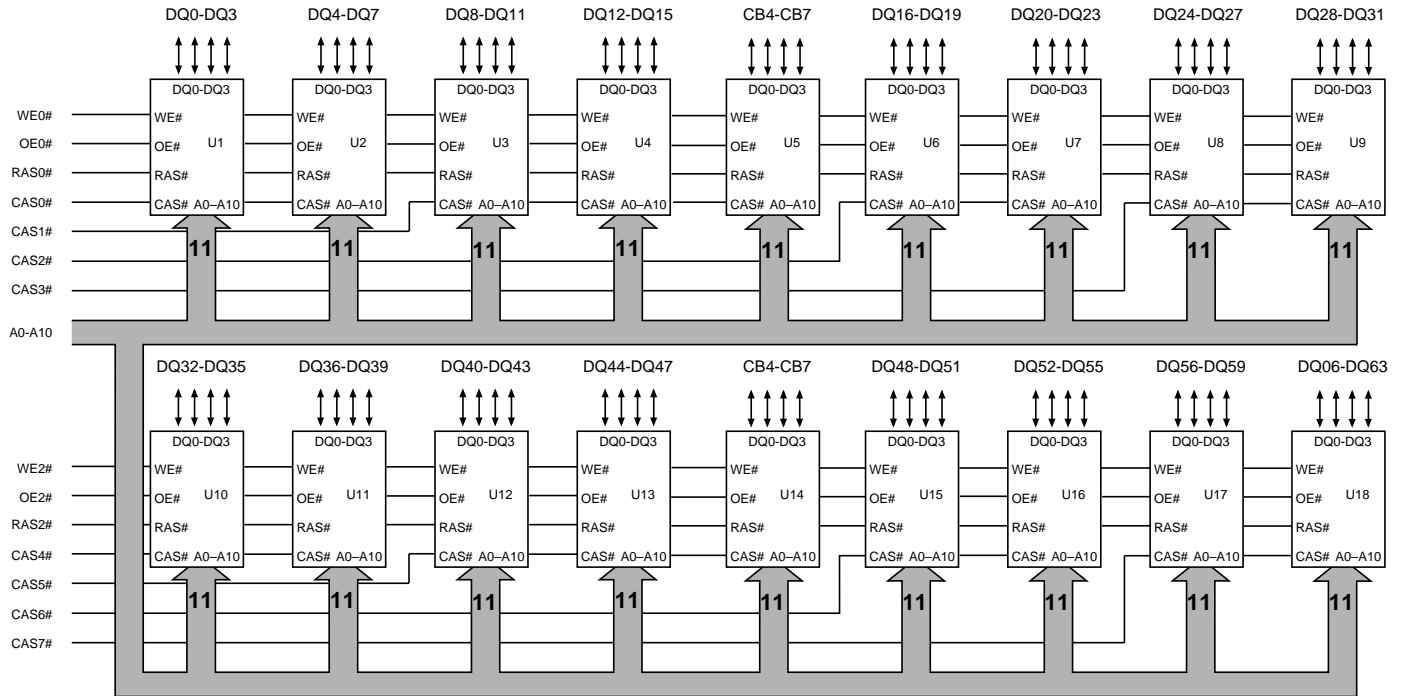 DQ0-DQ3 DQ4-DQ7 DQ8-DQ11 DQ12-DQ15 CB4-CB7 DQ16-DQ19 DQ20-DQ23 DQ24-DQ27 DQ28-DQ31
DQ0-DQ3 DQ0-DQ3 DQ0-DQ3 DQ0-DQ3 DQ0-DQ3 DQ0-DQ3 DQ0-DQ3 DQ0-DQ3 DQ0-DQ3
WE0# WE# WE# WE# WE# WE# WE# WE# WE# WE#
OE0# OE# U1 OE# U2 OE# U3 OE# U4 OE# U5 OE# U6 OE# U7 OE# U8 OE# U9
RAS0# RAS# RAS# RAS# RAS# RAS# RAS# RAS# RAS# RAS#
CAS0# CAS# A0–A10 CAS# A0–A10 CAS# A0–A10 CAS# A0–A10 CAS# A0–A10 CAS# A0–A10 CAS# A0–A10 CAS# A0–A10 CAS# A0–A10
CAS1#
11 11 11 11 11 11 11 11 11
CAS2#
CAS3#
A0-A10
DQ32-DQ35 DQ36-DQ39 DQ40-DQ43 DQ44-DQ47 CB4-CB7 DQ48-DQ51 DQ52-DQ55 DQ56-DQ59 DQ06-DQ63
DQ0-DQ3 DQ0-DQ3 DQ0-DQ3 DQ0-DQ3 DQ0-DQ3 DQ0-DQ3 DQ0-DQ3 DQ0-DQ3 DQ0-DQ3
WE2# WE# WE# WE# WE# WE# WE# WE# WE# WE#
OE2# OE# U10 OE# U11 OE# U12 OE# U13 OE# U14 OE# U15 OE# U16 OE# U17 OE# U18
RAS2# RAS# RAS# RAS# RAS# RAS# RAS# RAS# RAS# RAS#
CAS4# CAS# A0–A10 CAS# A0–A10 CAS# A0–A10 CAS# A0–A10 CAS# A0–A10 CAS# A0–A10 CAS# A0–A10 CAS# A0–A10 CAS# A0–A10
CAS5#
11 11 11 11 11 11 11 11 11
CAS6#
CAS7#